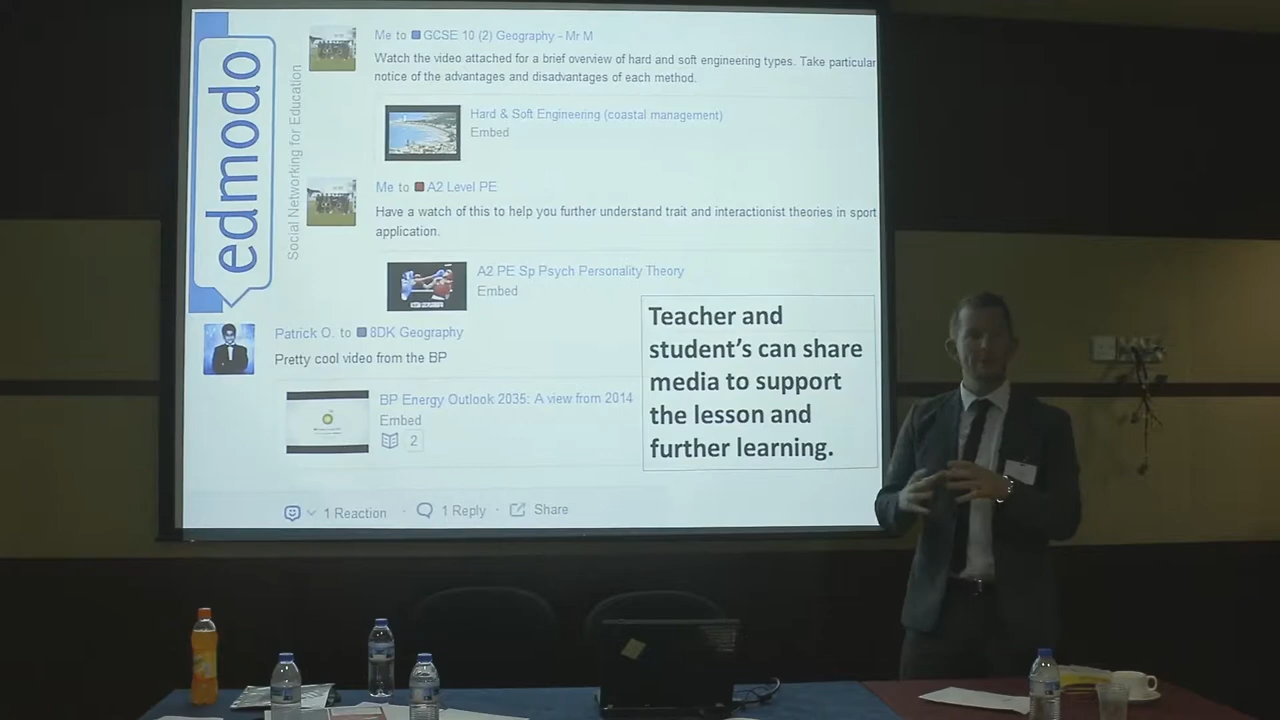 edmodo
Social Networking for Education
Me to GCSE 10 (2) Geography - Mr M
Watch the video attached for a brief overview of hard and soft engineering types. Take particular
notice of the advantages and disadvantages of each method.
Hard & Soft Engineering (coastal management)
Embed
Me to A2 Level PE
Have a watch of this to help you further understand trait and interactionist theories in sport
application.
A2 PE Sp Psych Personality Theory
Embed
Patrick O. to 8DK Geography
Pretty cool video from the BP
BP Energy Outlook 2035: A view from 2014
Embed
2
1 Reaction · 1 Reply · Share
Teacher and
student's can share
media to support
the lesson and
further learning.